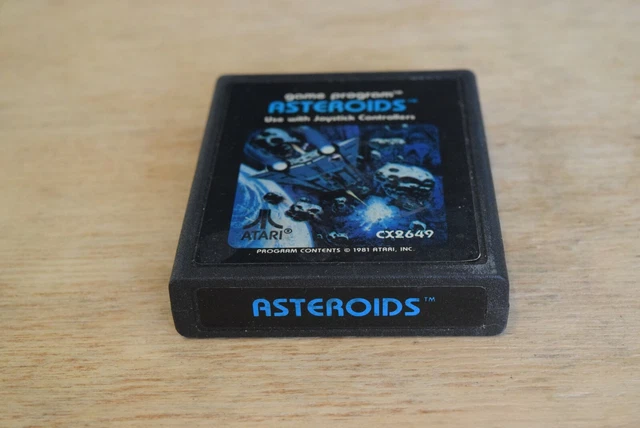 game program™
ASTEROIDS™
Use with Joystick Controllers
ATARI®
CX2649
PROGRAM CONTENTS © 1981 ATARI, INC.
ASTEROIDS™